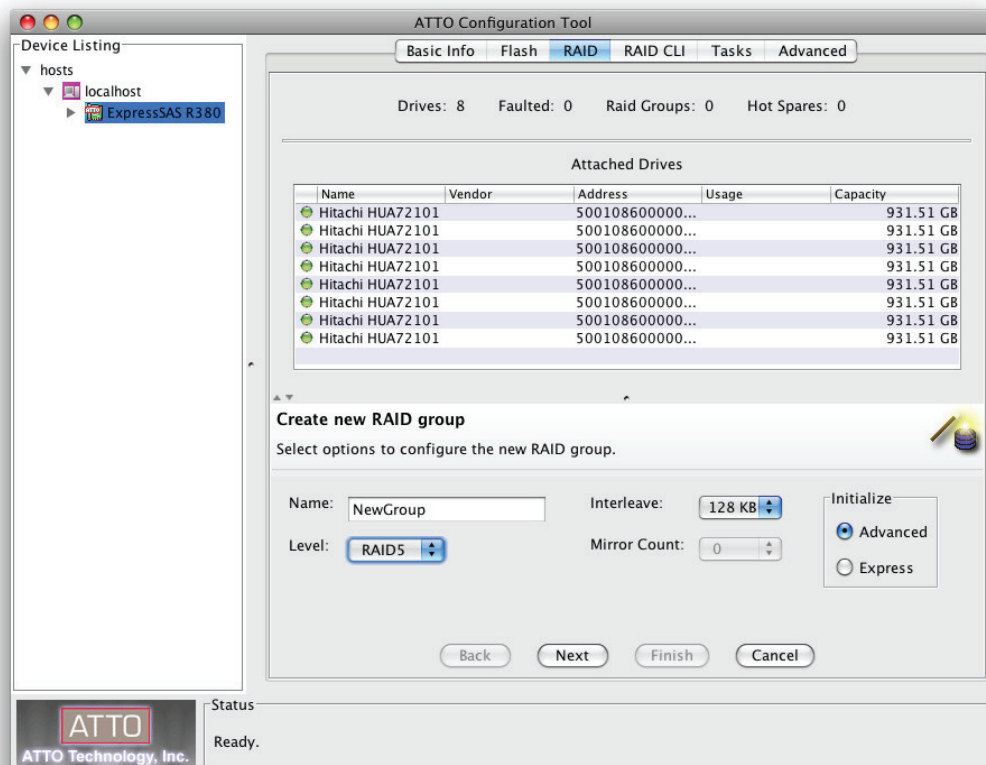 ATTO Configuration Tool
Device Listing
hosts
localhost
ExpressSAS R380
Basic Info Flash RAID RAID CLI Tasks Advanced
Drives: 8 Faulted: 0 Raid Groups: 0 Hot Spares: 0
Attached Drives
Name Vendor Address Usage Capacity
Hitachi HUA72101 500108600000... 931.51 GB
Hitachi HUA72101 500108600000... 931.51 GB
Hitachi HUA72101 500108600000... 931.51 GB
Hitachi HUA72101 500108600000... 931.51 GB
Hitachi HUA72101 500108600000... 931.51 GB
Hitachi HUA72101 500108600000... 931.51 GB
Hitachi HUA72101 500108600000... 931.51 GB
Hitachi HUA72101 500108600000... 931.51 GB
Create new RAID group
Select options to configure the new RAID group.
Name: NewGroup Interleave: 128 KB Initialize
Level: RAID5 Mirror Count: 0 Advanced
Express
Back Next Finish Cancel
ATTO
ATTO Technology, Inc.
Status
Ready.